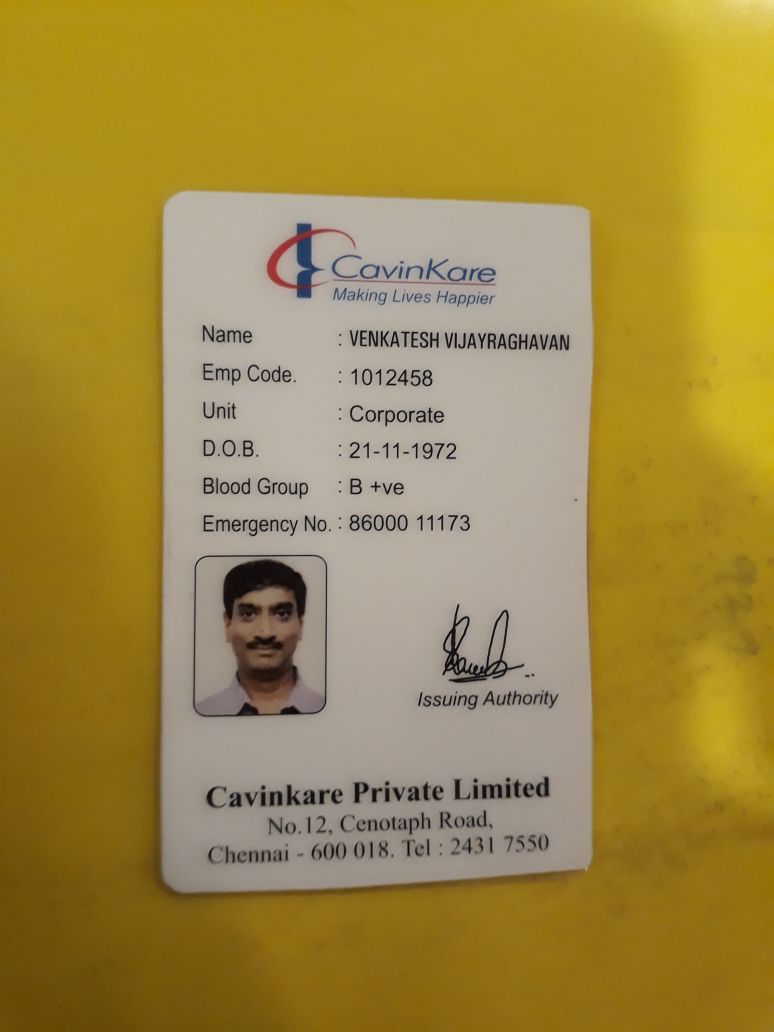 CavinKare
Making Lives Happier
Name : VENKATESH VIJAYRAGHAVAN
Emp Code. : 1012458
Unit : Corporate
D.O.B. : 21-11-1972
Blood Group : B +ve
Emergency No. : 86000 11173
Issuing Authority
Cavinkare Private Limited
No.12, Cenotaph Road,
Chennai - 600 018. Tel : 2431 7550